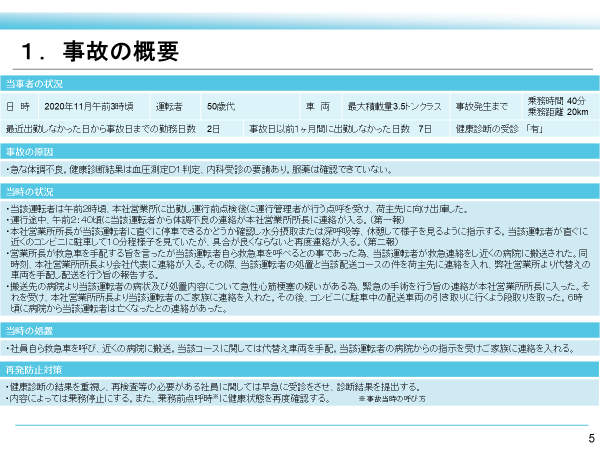 １．事故の概要
当事者の状況
日　時　2020年11月午前3時頃　運転者　50歳代　車　両　最大積載量3.5トンクラス　事故発生まで　乗務時間 40分
乗務距離 20km
最近出勤しなかった日から事故日までの勤務日数　2日　事故日以前1ヶ月間に出勤しなかった日数　7日　健康診断の受診　「有」
事故の原因
・急な体調不良。健康診断結果は血圧測定D1判定、内科受診の要請あり。服薬は確認できていない。
当時の状況
・当該運転者は午前2時頃、本社営業所に出勤し運行前点検後に運行管理者が行う点呼を受け、荷主先に向け出庫した。
・運行途中、午前2：40頃に当該運転者から体調不良の連絡が本社営業所所長に連絡が入る。（第一報）
・本社営業所所長が当該運転者に直ぐに停車できるかどうか確認し水分摂取または深呼吸等、休憩して様子を見るように指示する。当該運転者が直ぐに
近くのコンビニに駐車して10分程様子を見ていたが、具合が良くならないと再度連絡が入る。（第二報）
・営業所長が救急車を手配する旨を言ったが当該運転者自ら救急車を呼べるとの事であった為、当該運転者が救急連絡をし近くの病院に搬送された。同
時刻、本社営業所所長より会社代表に連絡が入る。その際、当該運転者の処置と当該配送コースの件を荷主先に連絡を入れ、弊社営業所より代替えの
車両を手配し配送を行う旨の報告する。
・搬送先の病院より当該運転者の病状及び処置内容について急性心筋梗塞の疑いがある為、緊急の手術を行う旨の連絡が本社営業所所長に入った。そ
れを受け、本社営業所所長より当該運転者のご家族に連絡を入れた。その後、コンビニに駐車中の配送車両の引き取りに行くよう段取りを取った。6時
頃に病院から当該運転者は亡くなったとの連絡があった。
当時の処置
・社員自ら救急車を呼び、近くの病院に搬送。当該コースに関しては代替え車両を手配。当該運転者の病院からの指示を受けご家族に連絡を入れる。
再発防止対策
・健康診断の結果を重視し、再検査等の必要がある社員に関しては早急に受診をさせ、診断結果を提出する。
・内容によっては乗務停止にする。また、乗務前点呼時※に健康状態を再度確認する。　※事故当時の呼び方
5